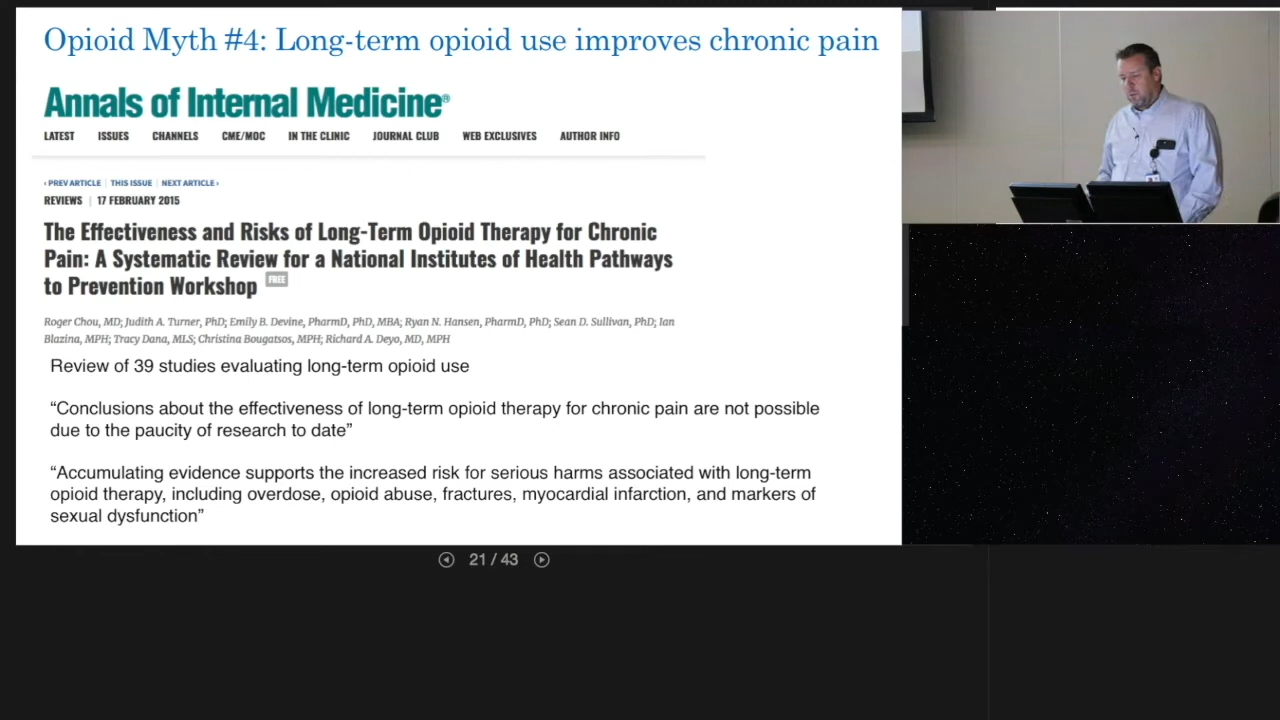 Opioid Myth #4: Long-term opioid use improves chronic pain
Annals of Internal Medicine®
LATEST ISSUES CHANNELS CME/MOC IN THE CLINIC JOURNAL CLUB WEB EXCLUSIVES AUTHOR INFO
‹ PREV ARTICLE | THIS ISSUE | NEXT ARTICLE ›
REVIEWS | 17 FEBRUARY 2015
The Effectiveness and Risks of Long-Term Opioid Therapy for Chronic
Pain: A Systematic Review for a National Institutes of Health Pathways
to Prevention Workshop FREE
Roger Chou, MD; Judith A. Turner, PhD; Emily B. Devine, PharmD, PhD, MBA; Ryan N. Hansen, PharmD, PhD; Sean D. Sullivan, PhD; Ian
Blazina, MPH; Tracy Dana, MLS; Christina Bougatsos, MPH; Richard A. Deyo, MD, MPH
Review of 39 studies evaluating long-term opioid use
“Conclusions about the effectiveness of long-term opioid therapy for chronic pain are not possible
due to the paucity of research to date”
“Accumulating evidence supports the increased risk for serious harms associated with long-term
opioid therapy, including overdose, opioid abuse, fractures, myocardial infarction, and markers of
sexual dysfunction”
21 / 43